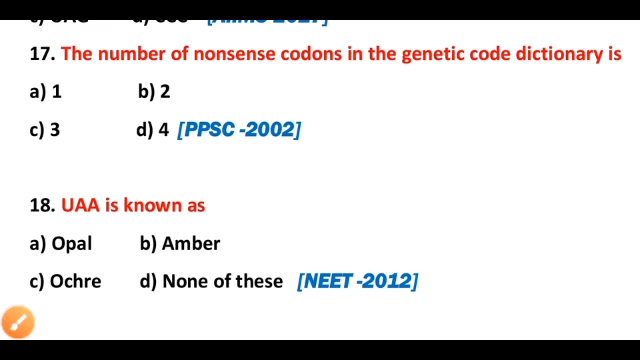 17. The number of nonsense codons in the genetic code dictionary is
a) 1 b) 2
c) 3 d) 4 [PPSC -2002]
18. UAA is known as
a) Opal b) Amber
c) Ochre d) None of these [NEET -2012]